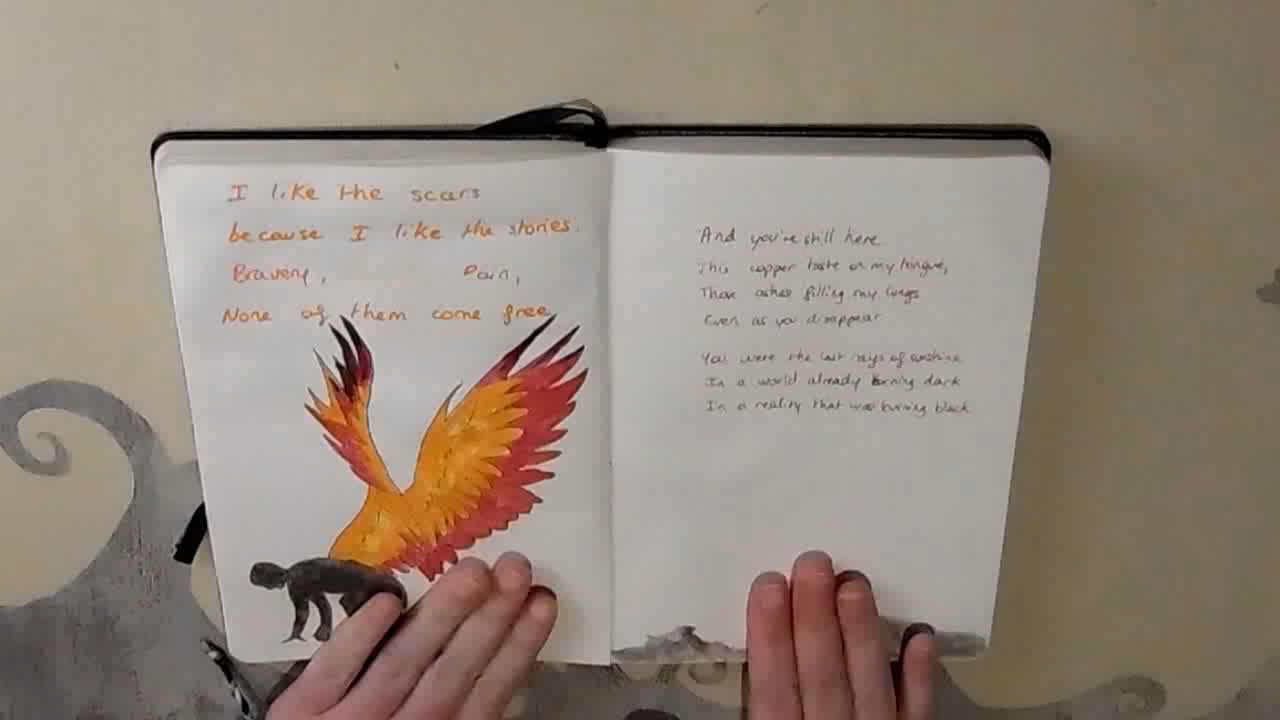 I like the scars
because I like the stories.
Bravery, Pain,
None of them come free
And you're still here
This copper taste on my tongue,
Those ashes filling my lungs
Even as you disappear
You were the last rays of sunshine
In a world already burning dark
In a reality that was burning black